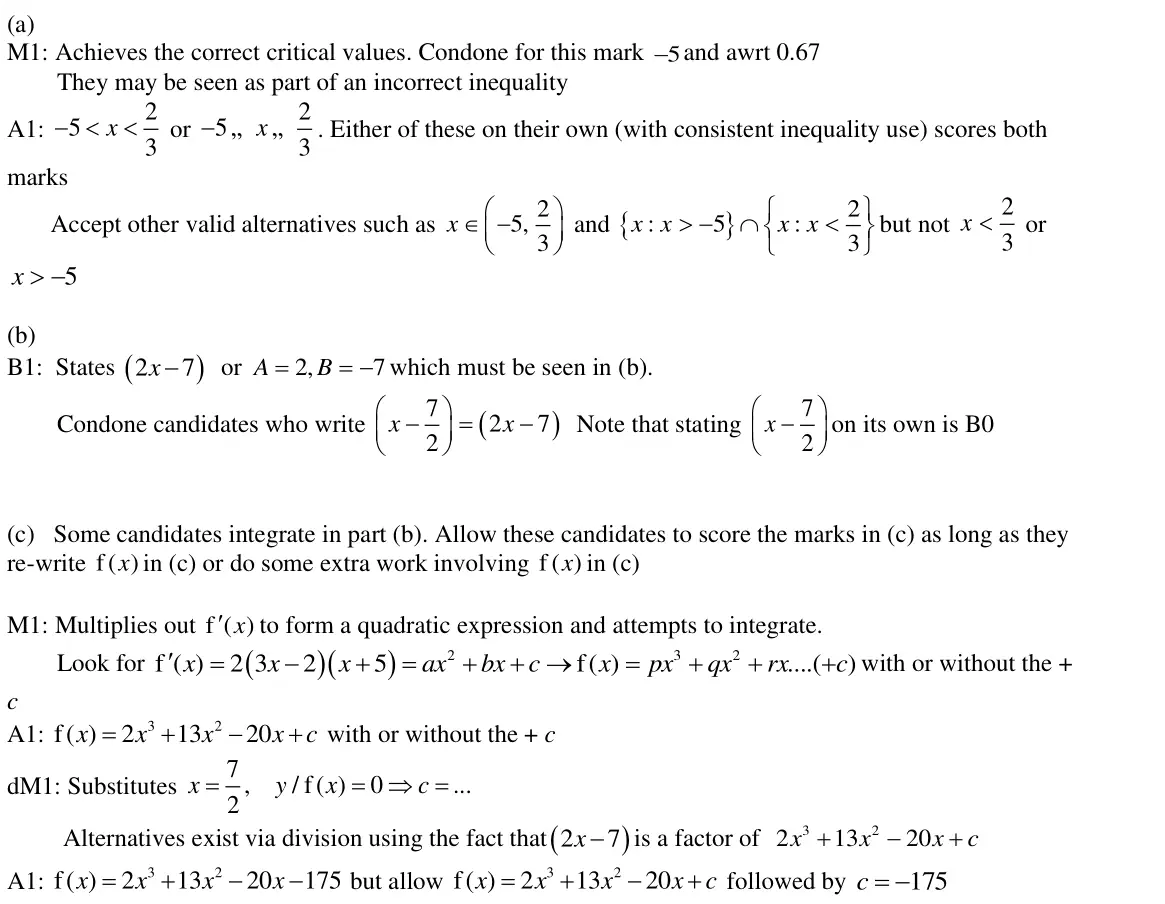 (a)
M1: Achieves the correct critical values. Condone for this mark −5 and awrt 0.67
They may be seen as part of an incorrect inequality
A1: −5 < x < 2/3 or −5 ,, x ,, 2/3 . Either of these on their own (with consistent inequality use) scores both
marks
Accept other valid alternatives such as x ∈ (−5, 2/3) and {x : x > −5} ∩ {x : x < 2/3} but not x < 2/3 or
x > −5
(b)
B1: States (2x − 7) or A = 2, B = −7 which must be seen in (b).
Condone candidates who write (x − 7/2) = (2x − 7) Note that stating (x − 7/2) on its own is B0
(c) Some candidates integrate in part (b). Allow these candidates to score the marks in (c) as long as they
re-write f(x) in (c) or do some extra work involving f(x) in (c)
M1: Multiplies out f′(x) to form a quadratic expression and attempts to integrate.
Look for f′(x) = 2(3x − 2)(x + 5) = ax² + bx + c → f(x) = px³ + qx² + rx....(+c) with or without the +
c
A1: f(x) = 2x³ + 13x² − 20x + c with or without the + c
dM1: Substitutes x = 7/2, y / f(x) = 0 ⇒ c = ...
Alternatives exist via division using the fact that (2x − 7) is a factor of 2x³ + 13x² − 20x + c
A1: f(x) = 2x³ + 13x² − 20x − 175 but allow f(x) = 2x³ + 13x² − 20x + c followed by c = −175